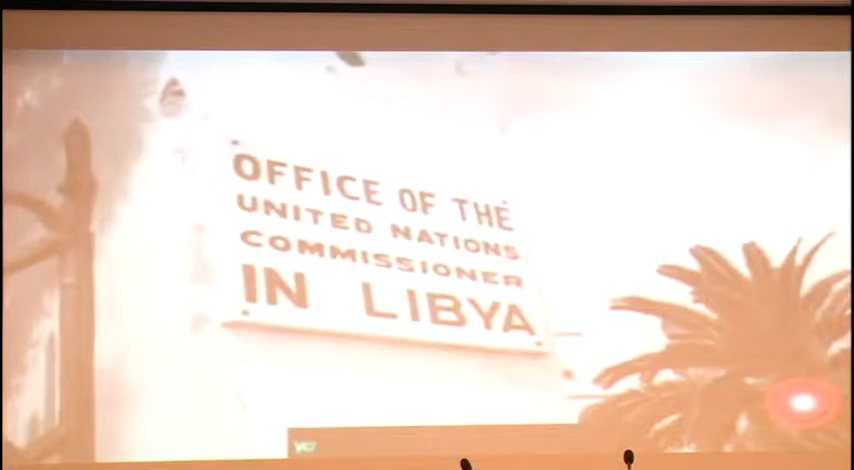 OFFICE OF THE
UNITED NATIONS
COMMISSIONER
IN LIBYA